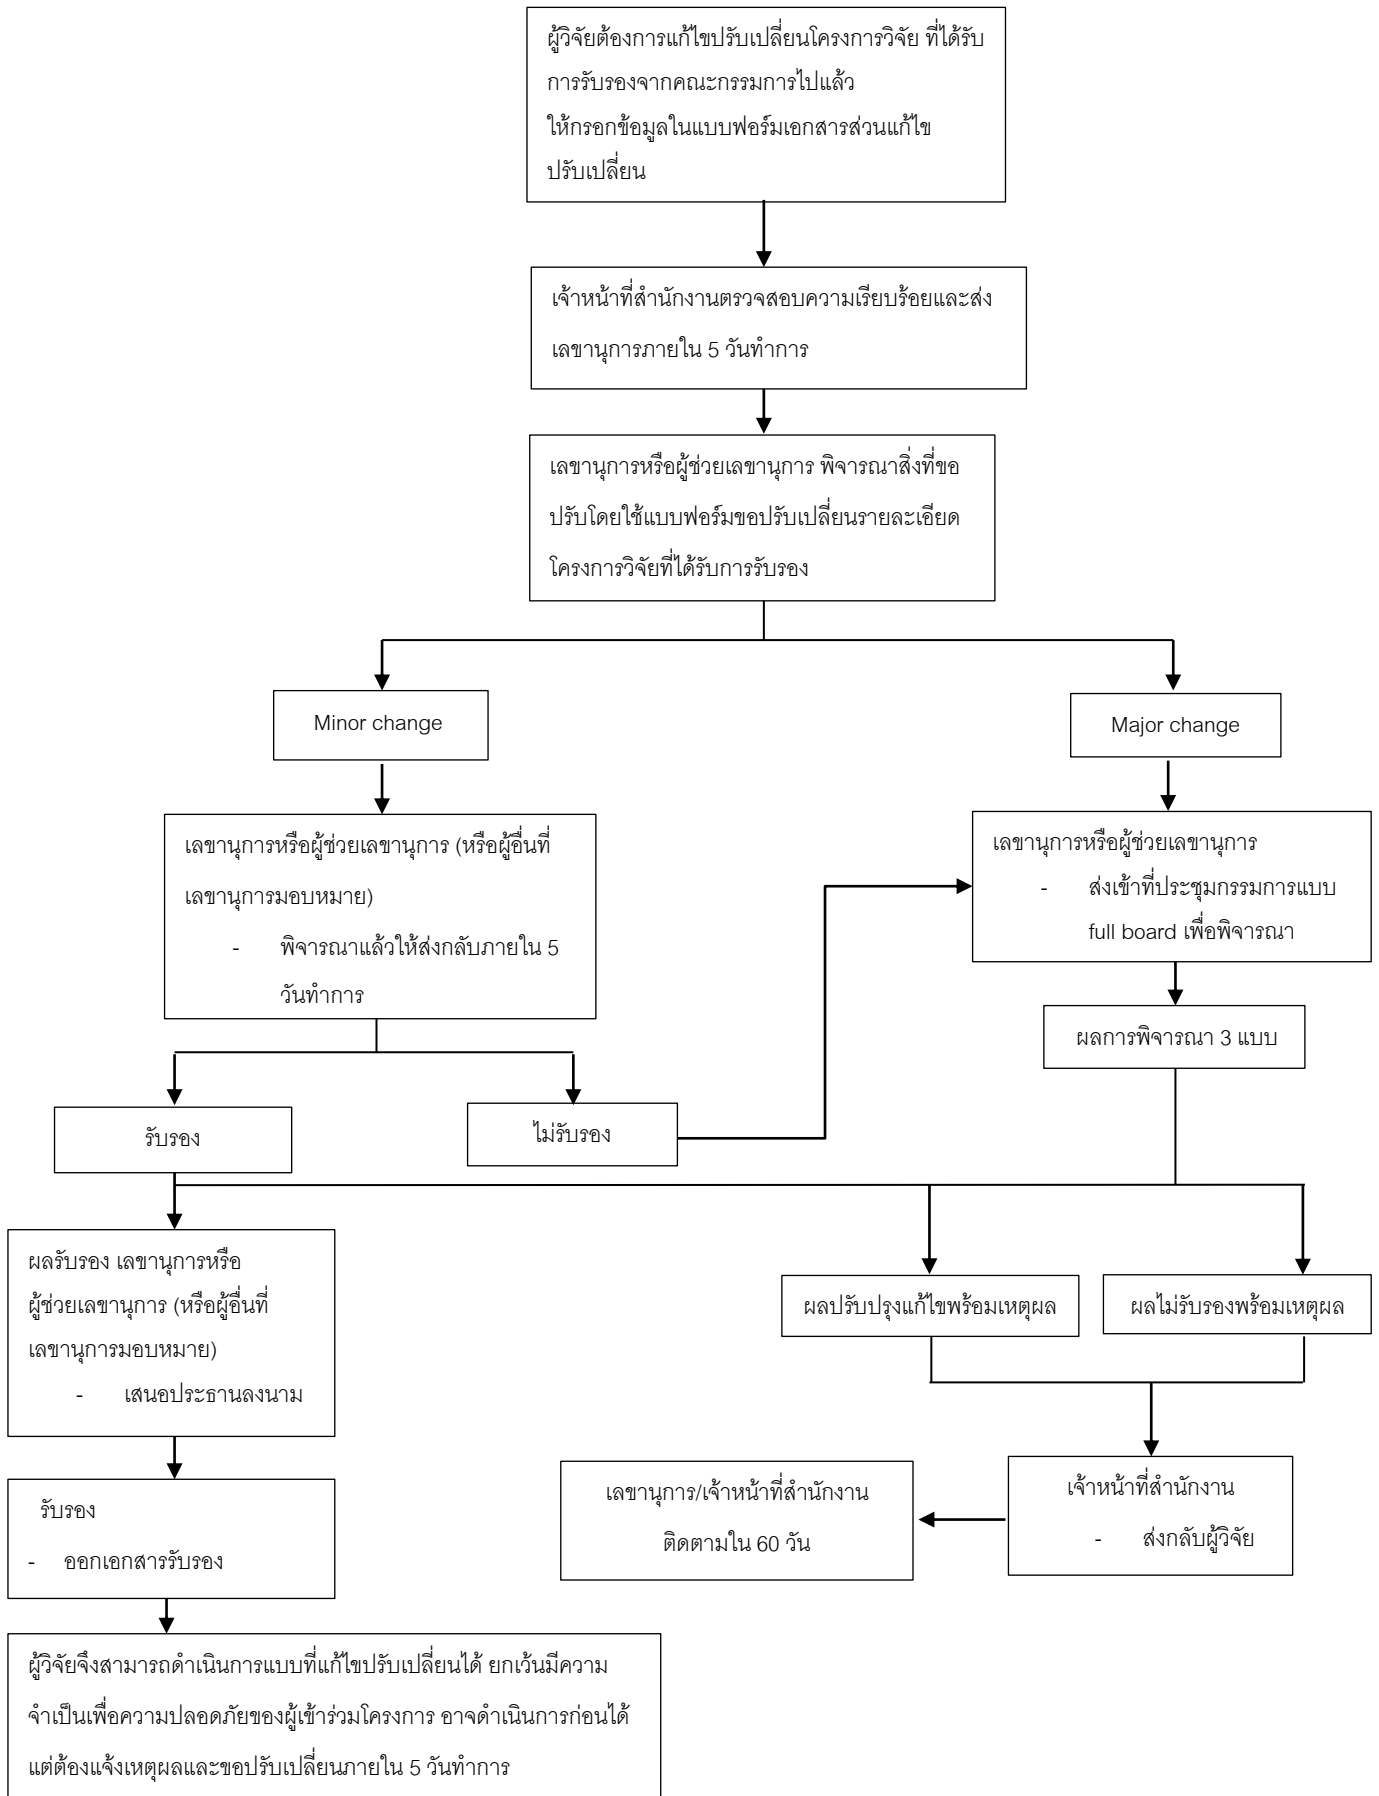 ผู้วิจัยต้องการแก้ไขปรับเปลี่ยนโครงการวิจัย ที่ได้รับ
การรับรองจากคณะกรรมการไปแล้ว
ให้กรอกข้อมูลในแบบฟอร์มเอกสารส่วนแก้ไข
ปรับเปลี่ยน
เจ้าหน้าที่สำนักงานตรวจสอบความเรียบร้อยและส่ง
เลขานุการภายใน 5 วันทำการ
เลขานุการหรือผู้ช่วยเลขานุการ พิจารณาสิ่งที่ขอ
ปรับโดยใช้แบบฟอร์มขอปรับเปลี่ยนรายละเอียด
โครงการวิจัยที่ได้รับการรับรอง
Minor change
Major change
เลขานุการหรือผู้ช่วยเลขานุการ (หรือผู้อื่นที่
เลขานุการมอบหมาย)
- พิจารณาแล้วให้ส่งกลับภายใน 5
วันทำการ
เลขานุการหรือผู้ช่วยเลขานุการ
- ส่งเข้าที่ประชุมกรรมการแบบ
full board เพื่อพิจารณา
ผลการพิจารณา 3 แบบ
รับรอง
ไม่รับรอง
ผลรับรอง เลขานุการหรือ
ผู้ช่วยเลขานุการ (หรือผู้อื่นที่
เลขานุการมอบหมาย)
- เสนอประธานลงนาม
ผลปรับปรุงแก้ไขพร้อมเหตุผล
ผลไม่รับรองพร้อมเหตุผล
เจ้าหน้าที่สำนักงาน
- ส่งกลับผู้วิจัย
เลขานุการ/เจ้าหน้าที่สำนักงาน
ติดตามใน 60 วัน
รับรอง
- ออกเอกสารรับรอง
ผู้วิจัยจึงสามารถดำเนินการแบบที่แก้ไขปรับเปลี่ยนได้ ยกเว้นมีความ
จำเป็นเพื่อความปลอดภัยของผู้เข้าร่วมโครงการ อาจดำเนินการก่อนได้
แต่ต้องแจ้งเหตุผลและขอปรับเปลี่ยนภายใน 5 วันทำการ